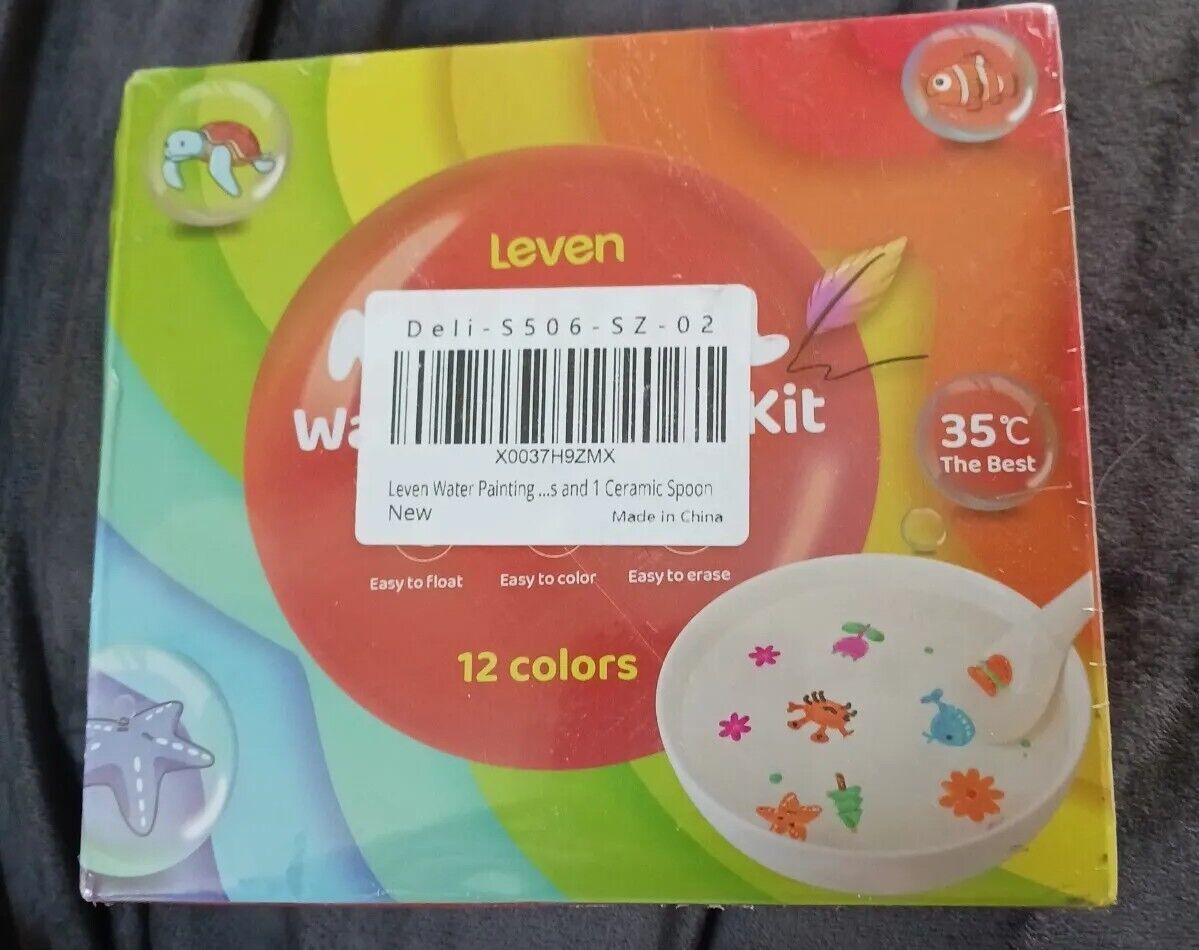 Leven
Deli-S506-SZ-02
Kit
X0037H9ZMX
Leven Water Painting ...s and 1 Ceramic Spoon
New Made in China
35°C
The Best
Easy to float Easy to color Easy to erase
12 colors